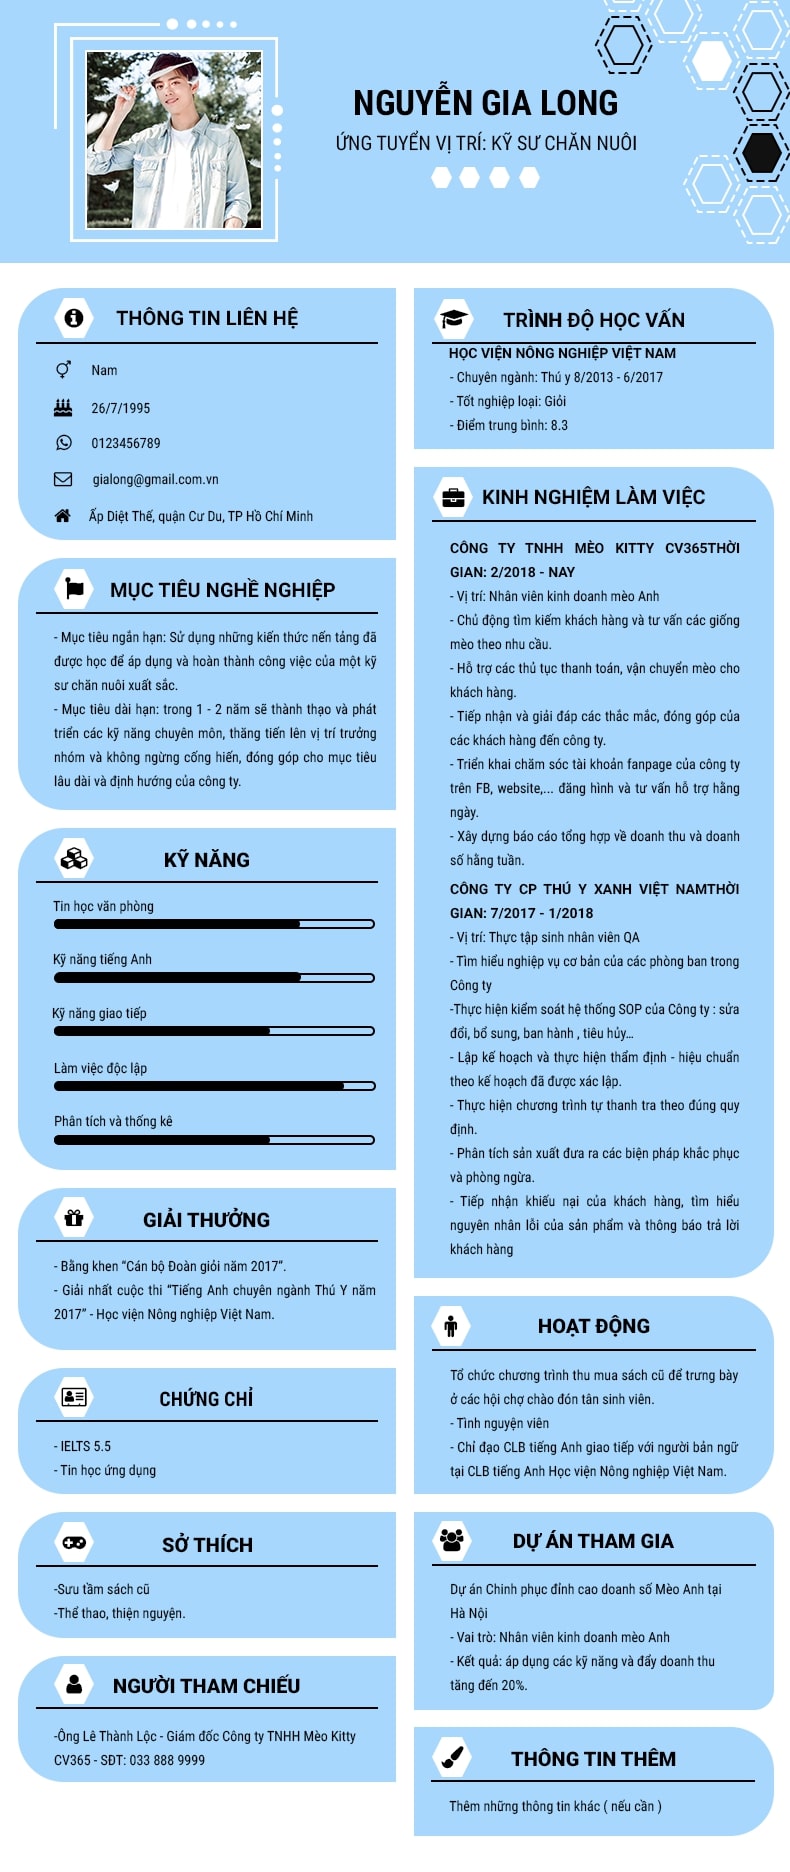 NGUYỄN GIA LONG
ỨNG TUYỂN VỊ TRÍ: KỸ SƯ CHĂN NUÔI
THÔNG TIN LIÊN HỆ
Nam
26/7/1995
0123456789
gialong@gmail.com.vn
Ấp Diệt Thế, quận Cư Du, TP Hồ Chí Minh
MỤC TIÊU NGHỀ NGHIỆP
- Mục tiêu ngắn hạn: Sử dụng những kiến thức nến tảng đã
được học để áp dụng và hoàn thành công việc của một kỹ
sư chăn nuôi xuất sắc.
- Mục tiêu dài hạn: trong 1 - 2 năm sẽ thành thạo và phát
triển các kỹ năng chuyên môn, thăng tiến lên vị trí trưởng
nhóm và không ngừng cống hiến, đóng góp cho mục tiêu
lâu dài và định hướng của công ty.
KỸ NĂNG
Tin học văn phòng
Kỹ năng tiếng Anh
Kỹ năng giao tiếp
Làm việc độc lập
Phân tích và thống kê
GIẢI THƯỞNG
- Bằng khen “Cán bộ Đoàn giỏi năm 2017”.
- Giải nhất cuộc thi “Tiếng Anh chuyên ngành Thú Y năm
2017” - Học viện Nông nghiệp Việt Nam.
CHỨNG CHỈ
- IELTS 5.5
- Tin học ứng dụng
SỞ THÍCH
-Sưu tầm sách cũ
-Thể thao, thiện nguyện.
NGƯỜI THAM CHIẾU
-Ông Lê Thành Lộc - Giám đốc Công ty TNHH Mèo Kitty
CV365 - SĐT: 033 888 9999
TRÌNH ĐỘ HỌC VẤN
HỌC VIỆN NÔNG NGHIỆP VIỆT NAM
- Chuyên ngành: Thú y 8/2013 - 6/2017
- Tốt nghiệp loại: Giỏi
- Điểm trung bình: 8.3
KINH NGHIỆM LÀM VIỆC
CÔNG TY TNHH MÈO KITTY CV365THỜI
GIAN: 2/2018 - NAY
- Vị trí: Nhân viên kinh doanh mèo Anh
- Chủ động tìm kiếm khách hàng và tư vấn các giống
mèo theo nhu cầu.
- Hỗ trợ các thủ tục thanh toán, vận chuyển mèo cho
khách hàng.
- Tiếp nhận và giải đáp các thắc mắc, đóng góp của
các khách hàng đến công ty.
- Triển khai chăm sóc tài khoản fanpage của công ty
trên FB, website,... đăng hình và tư vấn hỗ trợ hằng
ngày.
- Xây dựng báo cáo tổng hợp về doanh thu và doanh
số hằng tuần.
CÔNG TY CP THÚ Y XANH VIỆT NAMTHỜI
GIAN: 7/2017 - 1/2018
- Vị trí: Thực tập sinh nhân viên QA
- Tìm hiểu nghiệp vụ cơ bản của các phòng ban trong
Công ty
-Thực hiện kiểm soát hệ thống SOP của Công ty : sửa
đổi, bổ sung, ban hành , tiêu hủy...
- Lập kế hoạch và thực hiện thẩm định - hiệu chuẩn
theo kế hoạch đã được xác lập.
- Thực hiện chương trình tự thanh tra theo đúng quy
định.
- Phân tích sản xuất đưa ra các biện pháp khắc phục
và phòng ngừa.
- Tiếp nhận khiếu nại của khách hàng, tìm hiểu
nguyên nhân lỗi của sản phẩm và thông báo trả lời
khách hàng
HOẠT ĐỘNG
Tổ chức chương trình thu mua sách cũ để trưng bày
ở các hội chợ chào đón tân sinh viên.
- Tình nguyện viên
- Chỉ đạo CLB tiếng Anh giao tiếp với người bản ngữ
tại CLB tiếng Anh Học viện Nông nghiệp Việt Nam.
DỰ ÁN THAM GIA
Dự án Chinh phục đỉnh cao doanh số Mèo Anh tại
Hà Nội
- Vai trò: Nhân viên kinh doanh mèo Anh
- Kết quả: áp dụng các kỹ năng và đẩy doanh thu
tăng đến 20%.
THÔNG TIN THÊM
Thêm những thông tin khác ( nếu cần )